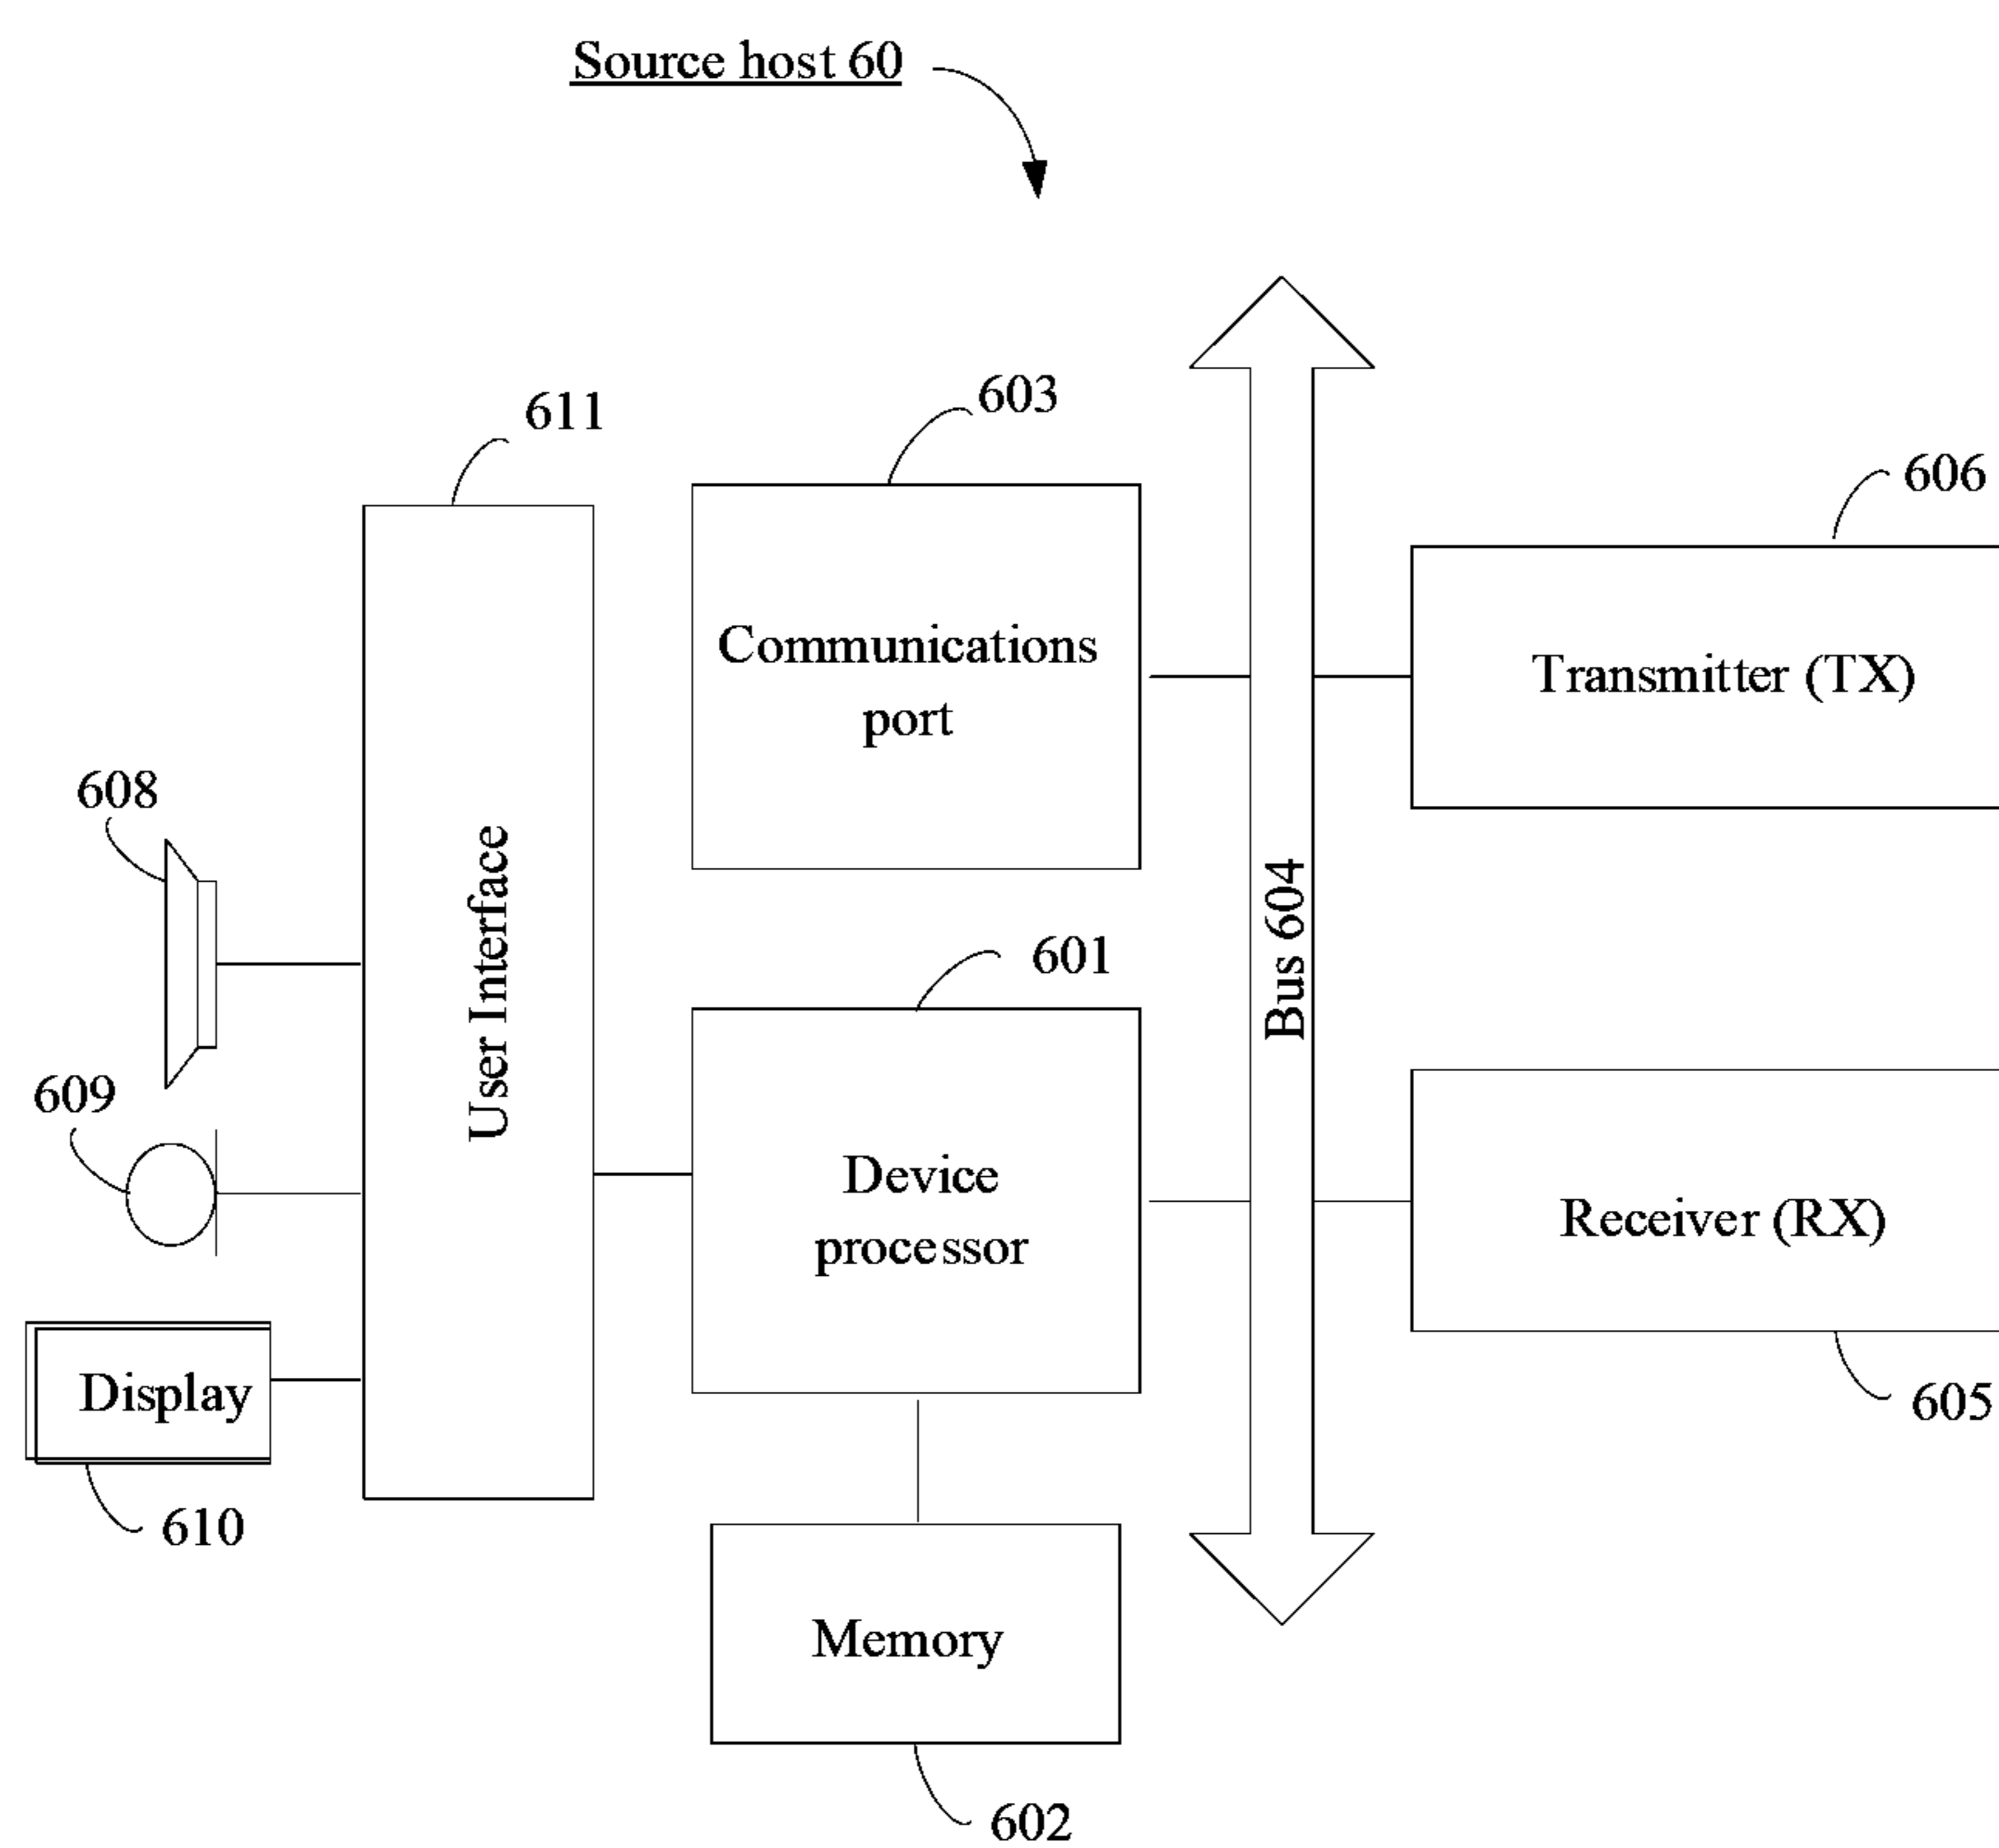 Source host 60
603
611
606
Communications
port
Transmitter (TX)
608
User Interface
Bus 604
601
609
Device
processor
Receiver (RX)
Display
605
610
Memory
602